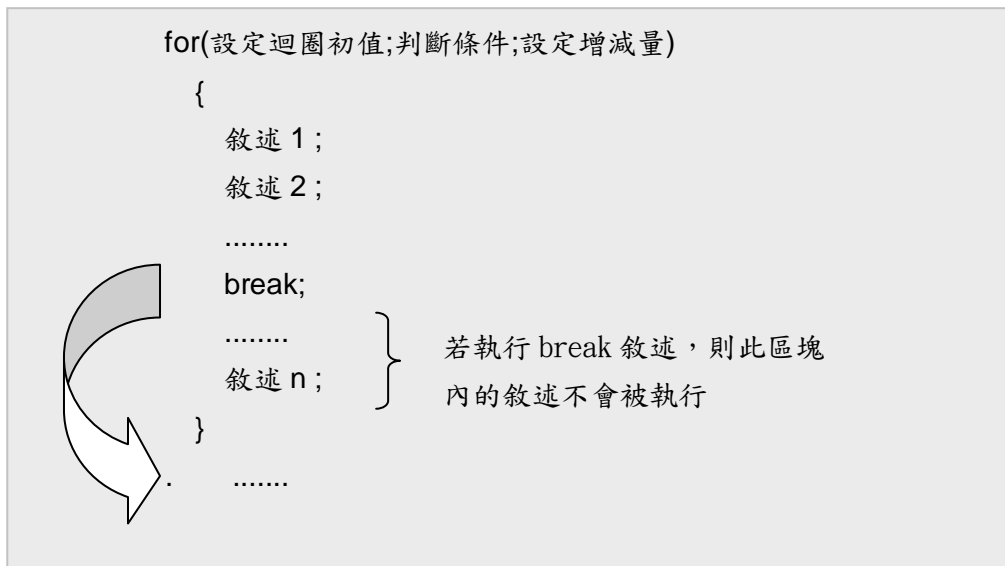 for(設定迴圈初值;判斷條件;設定增減量)
{
敘述 1 ;
敘述 2 ;
........
break;
........
敘述 n ;
}
若執行 break 敘述，則此區塊
內的敘述不會被執行
. .......